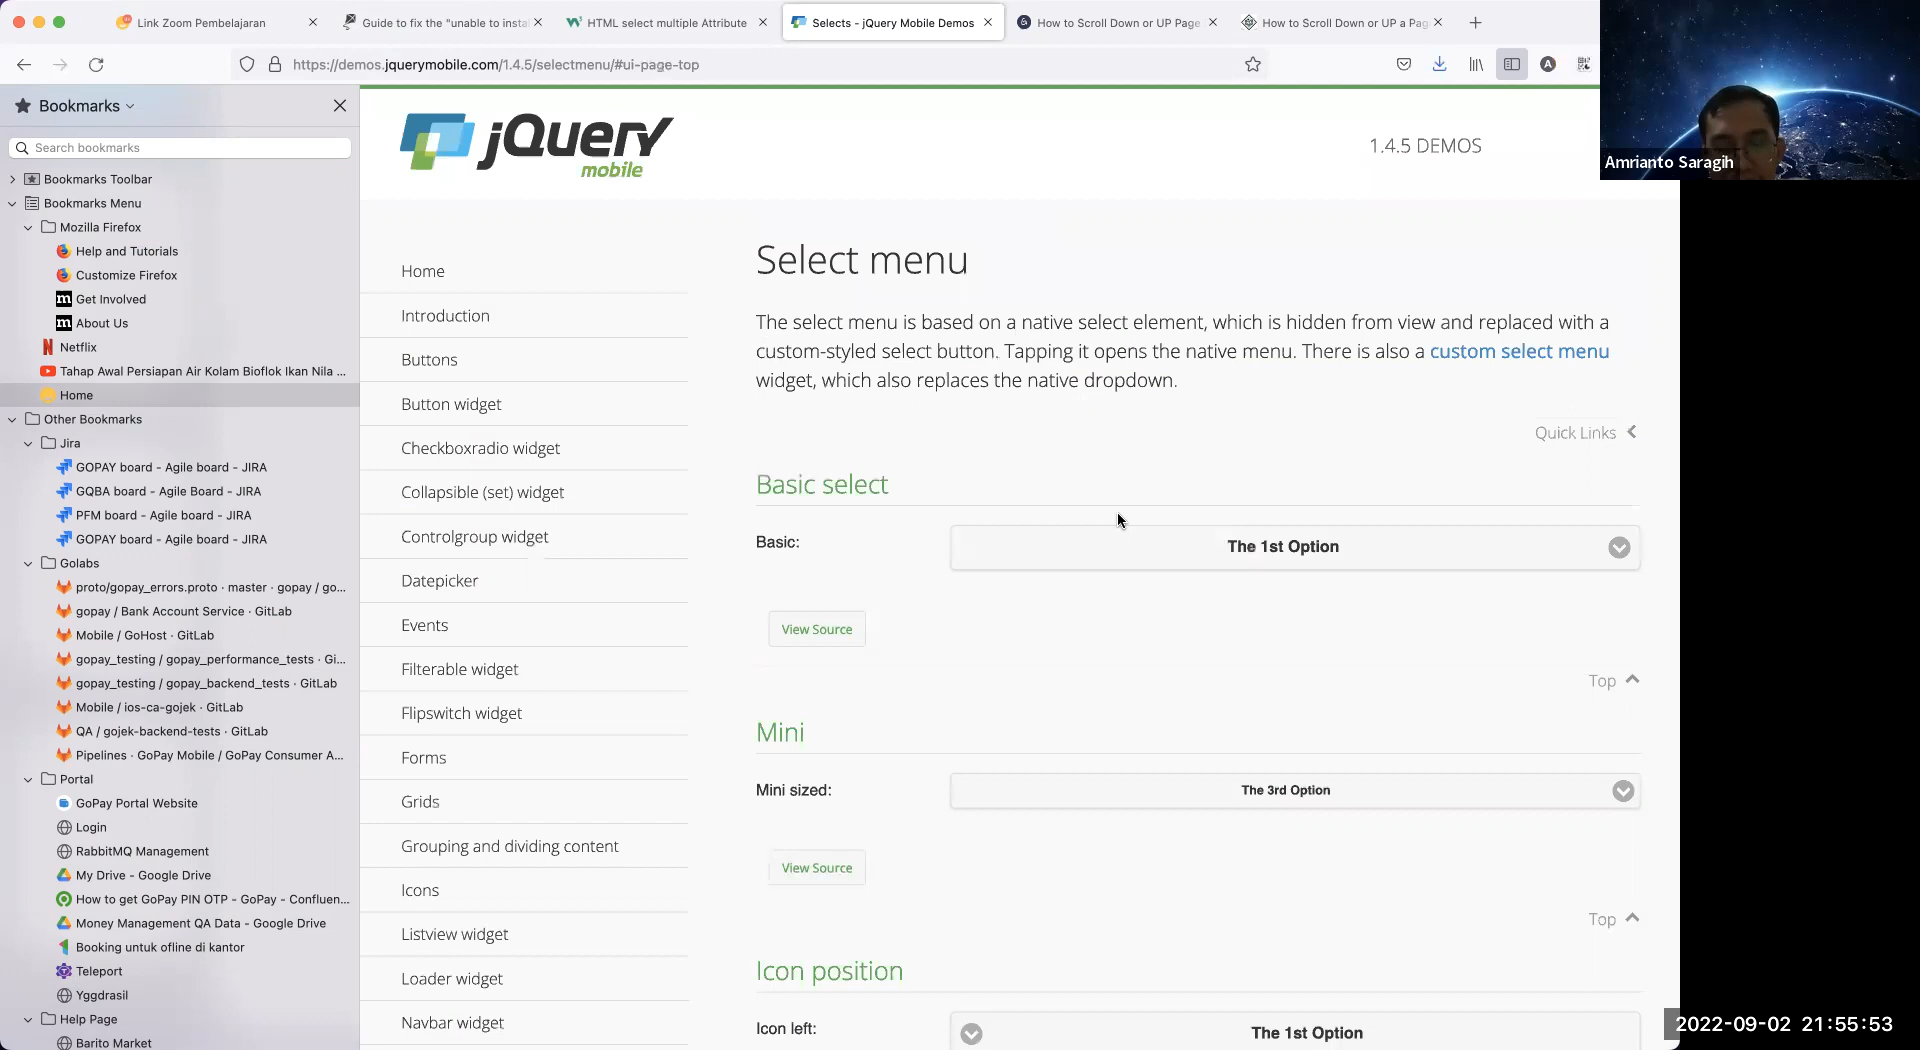 Link Zoom Pembelajaran
Guide to fix the "unable to insta
HTML select multiple Attribute
Selects - jQuery Mobile Demos
How to Scroll Down or UP Page
How to Scroll Down or UP a Pag
https://demos.jquerymobile.com/1.4.5/selectmenu/#ui-page-top
Amrianto Saragih
Bookmarks
Search bookmarks
Bookmarks Toolbar
Bookmarks Menu
Mozilla Firefox
Help and Tutorials
Customize Firefox
Get Involved
About Us
Netflix
Tahap Awal Persiapan Air Kolam Bioflok Ikan Nila ...
Home
Other Bookmarks
Jira
GOPAY board - Agile board - JIRA
GQBA board - Agile Board - JIRA
PFM board - Agile board - JIRA
GOPAY board - Agile board - JIRA
Golabs
proto/gopay_errors.proto · master · gopay / go...
gopay / Bank Account Service · GitLab
Mobile / GoHost · GitLab
gopay_testing / gopay_performance_tests · Gi...
gopay_testing / gopay_backend_tests · GitLab
Mobile / ios-ca-gojek · GitLab
QA / gojek-backend-tests · GitLab
Pipelines · GoPay Mobile / GoPay Consumer A...
Portal
GoPay Portal Website
Login
RabbitMQ Management
My Drive - Google Drive
How to get GoPay PIN OTP - GoPay - Confluen...
Money Management QA Data - Google Drive
Booking untuk ofline di kantor
Teleport
Yggdrasil
Help Page
Barito Market
jQuery
mobile
1.4.5 DEMOS
Home
Introduction
Buttons
Button widget
Checkboxradio widget
Collapsible (set) widget
Controlgroup widget
Datepicker
Events
Filterable widget
Flipswitch widget
Forms
Grids
Grouping and dividing content
Icons
Listview widget
Loader widget
Navbar widget
Select menu
The select menu is based on a native select element, which is hidden from view and replaced with a
custom-styled select button. Tapping it opens the native menu. There is also a custom select menu
widget, which also replaces the native dropdown.
Quick Links
Basic select
Basic:
The 1st Option
View Source
Top
Mini
Mini sized:
The 3rd Option
View Source
Top
Icon position
Icon left:
The 1st Option
2022-09-02 21:55:53